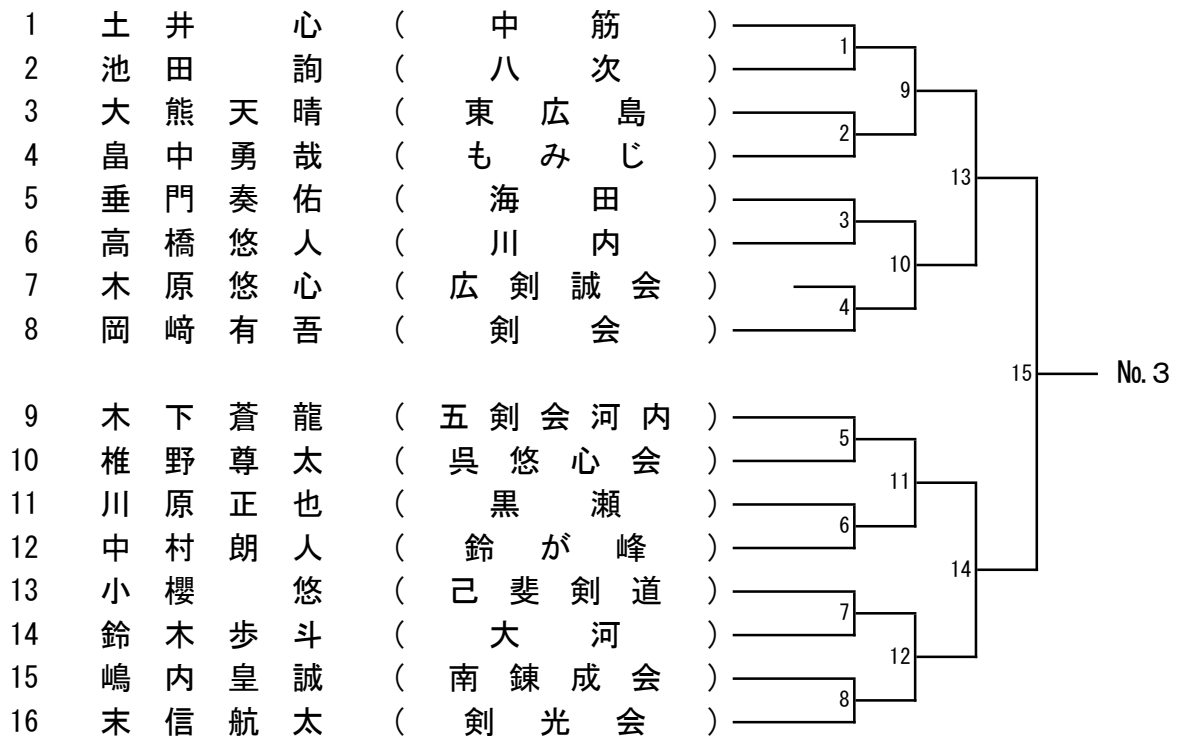 1 土井 心 ( 中筋 )
2 池田 詢 ( 八次 )
3 大熊天晴 ( 東広島 )
4 畠中勇哉 ( もみじ )
5 垂門奏佑 ( 海田 )
6 高橋悠人 ( 川内 )
7 木原悠心 ( 広剣誠会 )
8 岡﨑有吾 ( 剣会 )
9 木下蒼龍 ( 五剣会河内 )
10 椎野尊太 ( 呉悠心会 )
11 川原正也 ( 黒瀬 )
12 中村朗人 ( 鈴が峰 )
13 小櫻 悠 ( 己斐剣道 )
14 鈴木歩斗 ( 大河 )
15 嶋内皇誠 ( 南錬成会 )
16 末信航太 ( 剣光会 )
1
2
3
4
5
6
7
8
9
10
11
12
13
14
15
№3